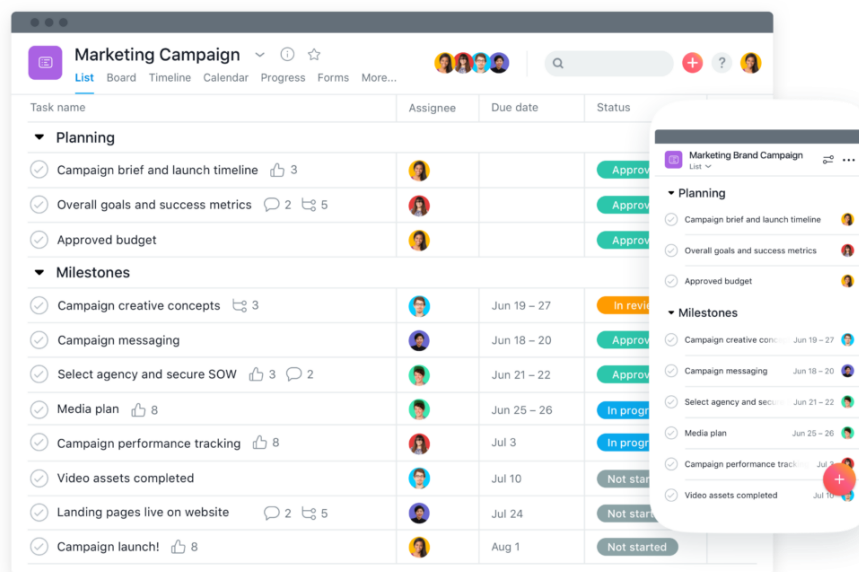 Marketing Campaign
List Board Timeline Calendar Progress Forms More...
?
Task name Assignee Due date Status
Planning
Campaign brief and launch timeline 3
Overall goals and success metrics 2 5
Approved budget
Milestones
Campaign creative concepts 3 Jun 19 – 27 In revie
Campaign messaging Jun 18 – 20 Approv
Select agency and secure SOW 3 2 Jun 21 – 22 Approv
Media plan 8 Jun 25 – 26 In progr
Campaign performance tracking 8 Jul 3 In progr
Video assets completed Jul 10 Not star
Landing pages live on website 2 5 Jul 24 Not start
Campaign launch! 8 Aug 1 Not started
Marketing Brand Campaign
List
Planning
Campaign brief and launch timeline
Overall goals and success metrics
Approved budget
Milestones
Campaign creative conc Jun 19 – 27
Campaign messaging Jun 18 – 20
Select agency and secu Jun 21 – 22
Media plan Jun 25 – 26
Campaign performance track Jul 3
Video assets completed Jul 10